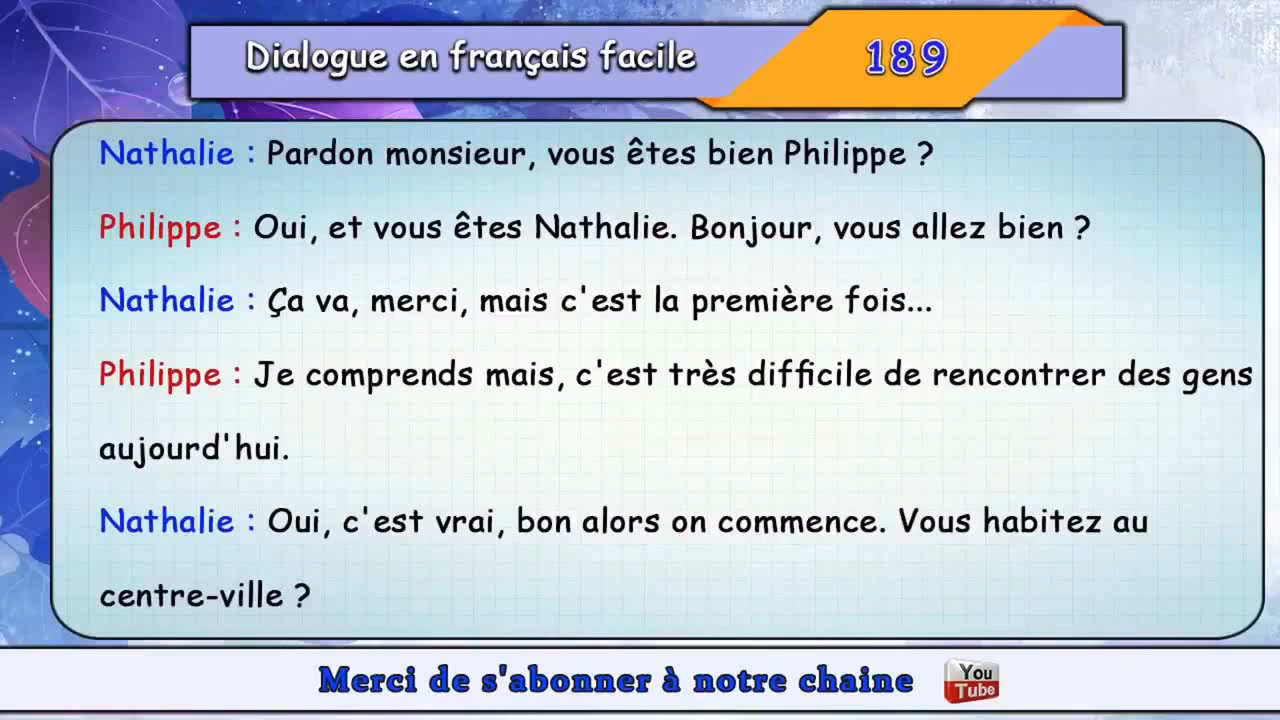 Dialogue en français facile 189
Nathalie : Pardon monsieur, vous êtes bien Philippe ?
Philippe : Oui, et vous êtes Nathalie. Bonjour, vous allez bien ?
Nathalie : Ça va, merci, mais c'est la première fois...
Philippe : Je comprends mais, c'est très difficile de rencontrer des gens
aujourd'hui.
Nathalie : Oui, c'est vrai, bon alors on commence. Vous habitez au
centre-ville ?
Merci de s'abonner à notre chaine
You
Tube